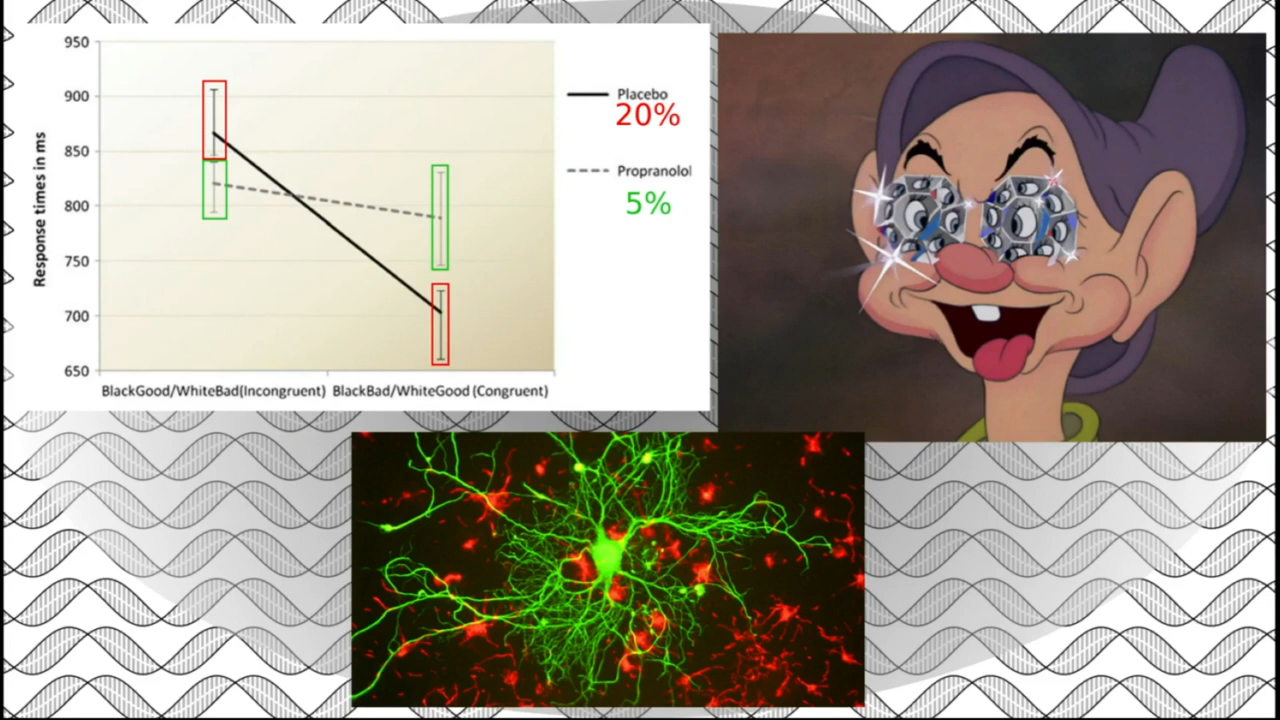 950
900
850
800
750
700
650
Response times in ms
BlackGood/WhiteBad(Incongruent) BlackBad/WhiteGood (Congruent)
Placebo
20%
Propranolol
5%